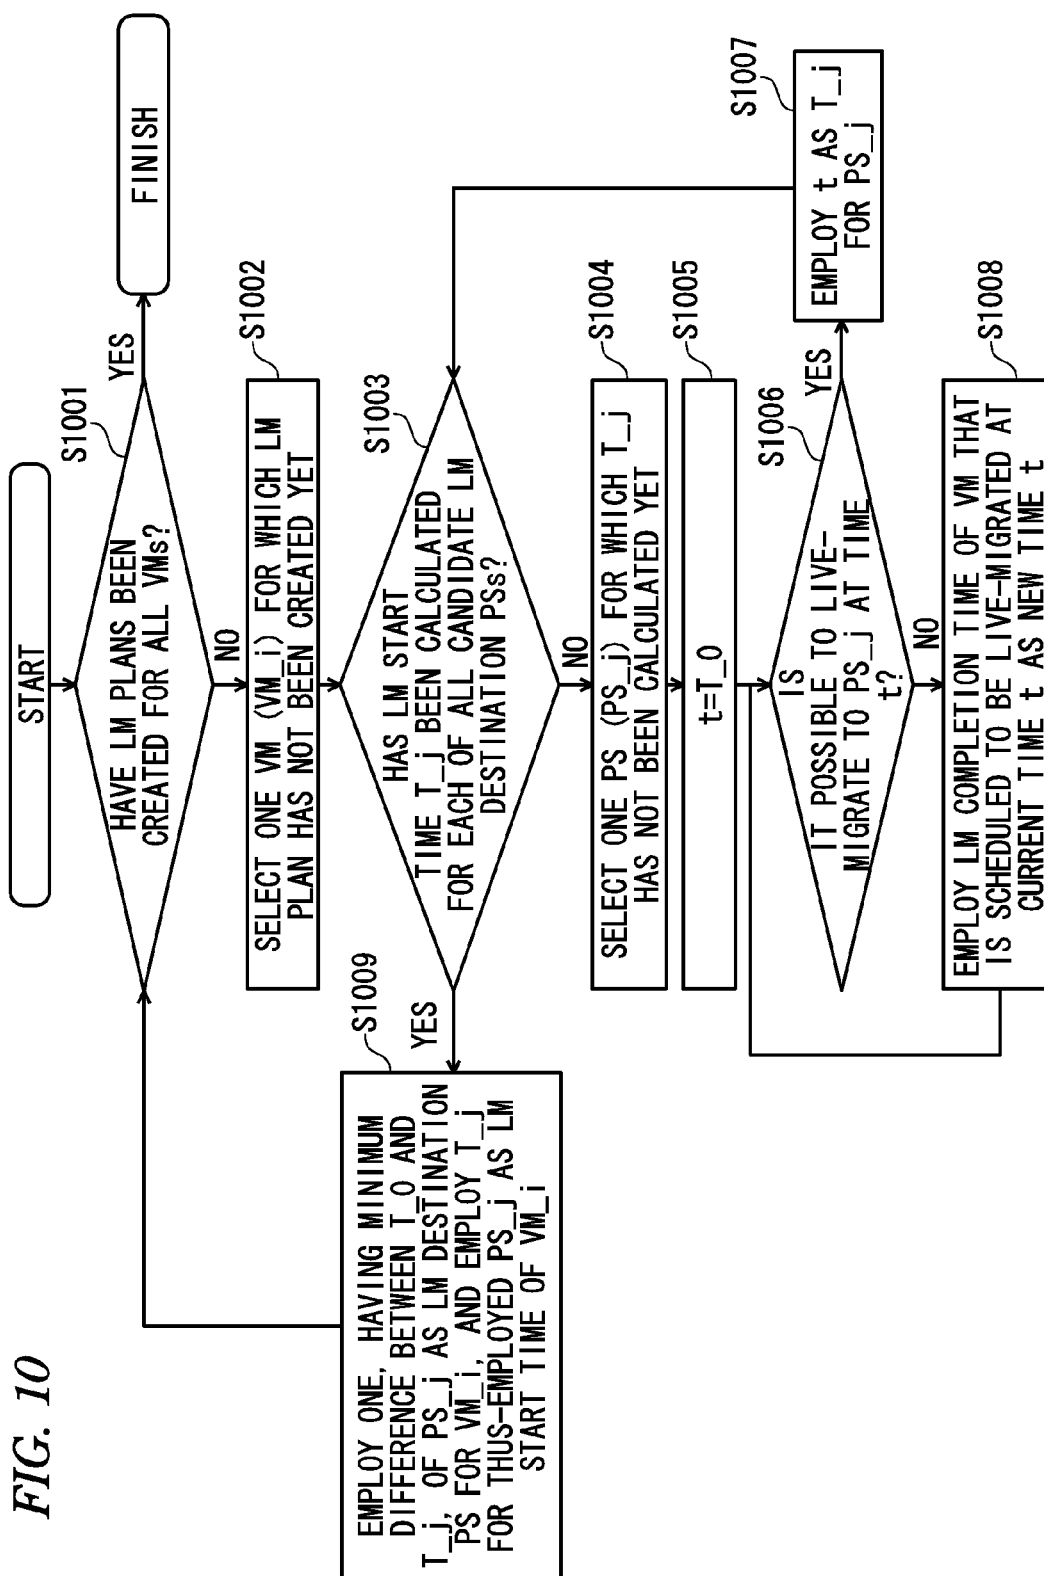 FIG. 10
START
S1001
HAVE LM PLANS BEEN
CREATED FOR ALL VMs?
YES
FINISH
NO
S1002
SELECT ONE VM (VM_i) FOR WHICH LM
PLAN HAS NOT BEEN CREATED YET
S1003
HAS LM START
TIME T_j BEEN CALCULATED
FOR EACH OF ALL CANDIDATE LM
DESTINATION PSs?
YES
S1009
EMPLOY ONE, HAVING MINIMUM
DIFFERENCE BETWEEN T_0 AND
T_j, OF PS_j AS LM DESTINATION
PS FOR VM_i, AND EMPLOY T_j
FOR THUS-EMPLOYED PS_j AS LM
START TIME OF VM_i
NO
S1004
SELECT ONE PS (PS_j) FOR WHICH T_j
HAS NOT BEEN CALCULATED YET
S1005
t=T_0
S1006
IS
IT POSSIBLE TO LIVE-
MIGRATE TO PS_j AT TIME
t?
YES
S1007
EMPLOY t AS T_j
FOR PS_j
NO
S1008
EMPLOY LM COMPLETION TIME OF VM THAT
IS SCHEDULED TO BE LIVE-MIGRATED AT
CURRENT TIME t AS NEW TIME t